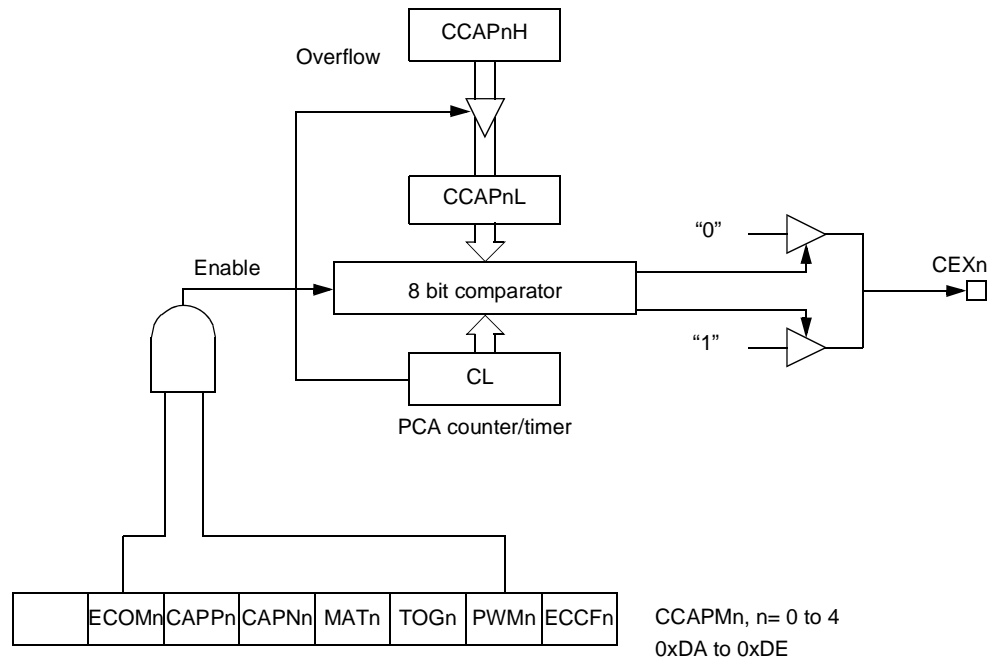 CCAPnH
Overflow
CCAPnL
“0”
Enable
8 bit comparator
CEXn
“1”
CL
PCA counter/timer
ECOMn CAPPn CAPNn MATn TOGn PWMn ECCFn
CCAPMn, n= 0 to 4
0xDA to 0xDE